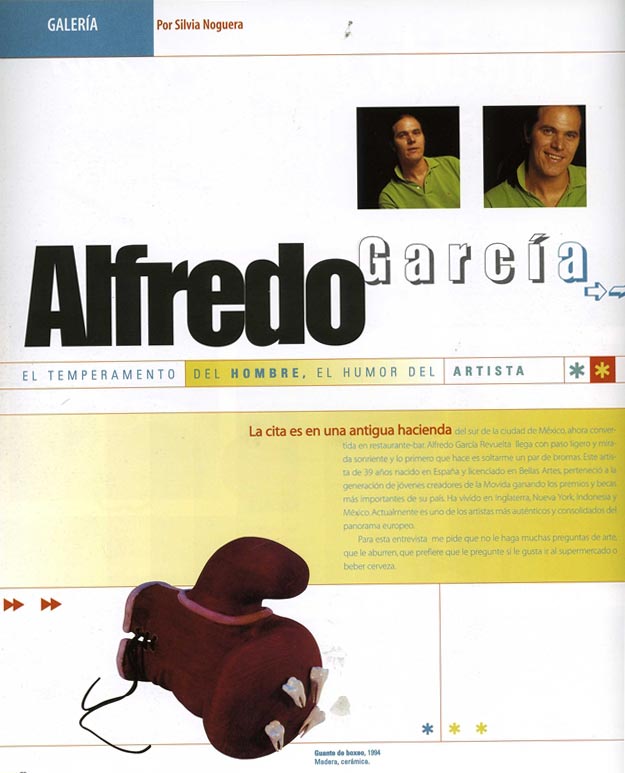 GALERÍA
Por Silvia Noguera
Alfredo
García
EL TEMPERAMENTO DEL HOMBRE, EL HUMOR DEL ARTISTA
La cita es en una antigua hacienda del sur de la ciudad de México, ahora conver-
tida en restaurante-bar. Alfredo García Revuelta llega con paso ligero y mira-
da sonriente y lo primero que hace es soltarme un par de bromas. Este artis-
ta de 39 años nacido en España y licenciado en Bellas Artes, perteneció a la
generación de jóvenes creadores de la Movida ganando los premios y becas
más importantes de su país. Ha vivido en Inglaterra, Nueva York, Indonesia y
México. Actualmente es uno de los artistas más auténticos y consolidados del
panorama europeo.
Para esta entrevista me pide que no le haga muchas preguntas de arte,
que le aburren, que prefiere que le pregunte si le gusta ir al supermercado o
beber cerveza.
Guante de boxeo, 1994
Madera, cerámica.